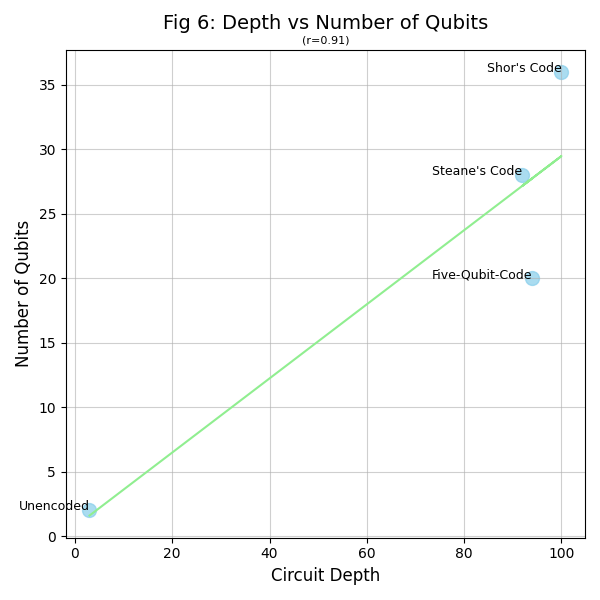 Fig 6: Depth vs Number of Qubits
(r=0.91)
Shor's Code
Steane's Code
Five-Qubit-Code
Unencoded
Number of Qubits
35
30
25
20
15
10
5
0
0 20 40 60 80 100
Circuit Depth